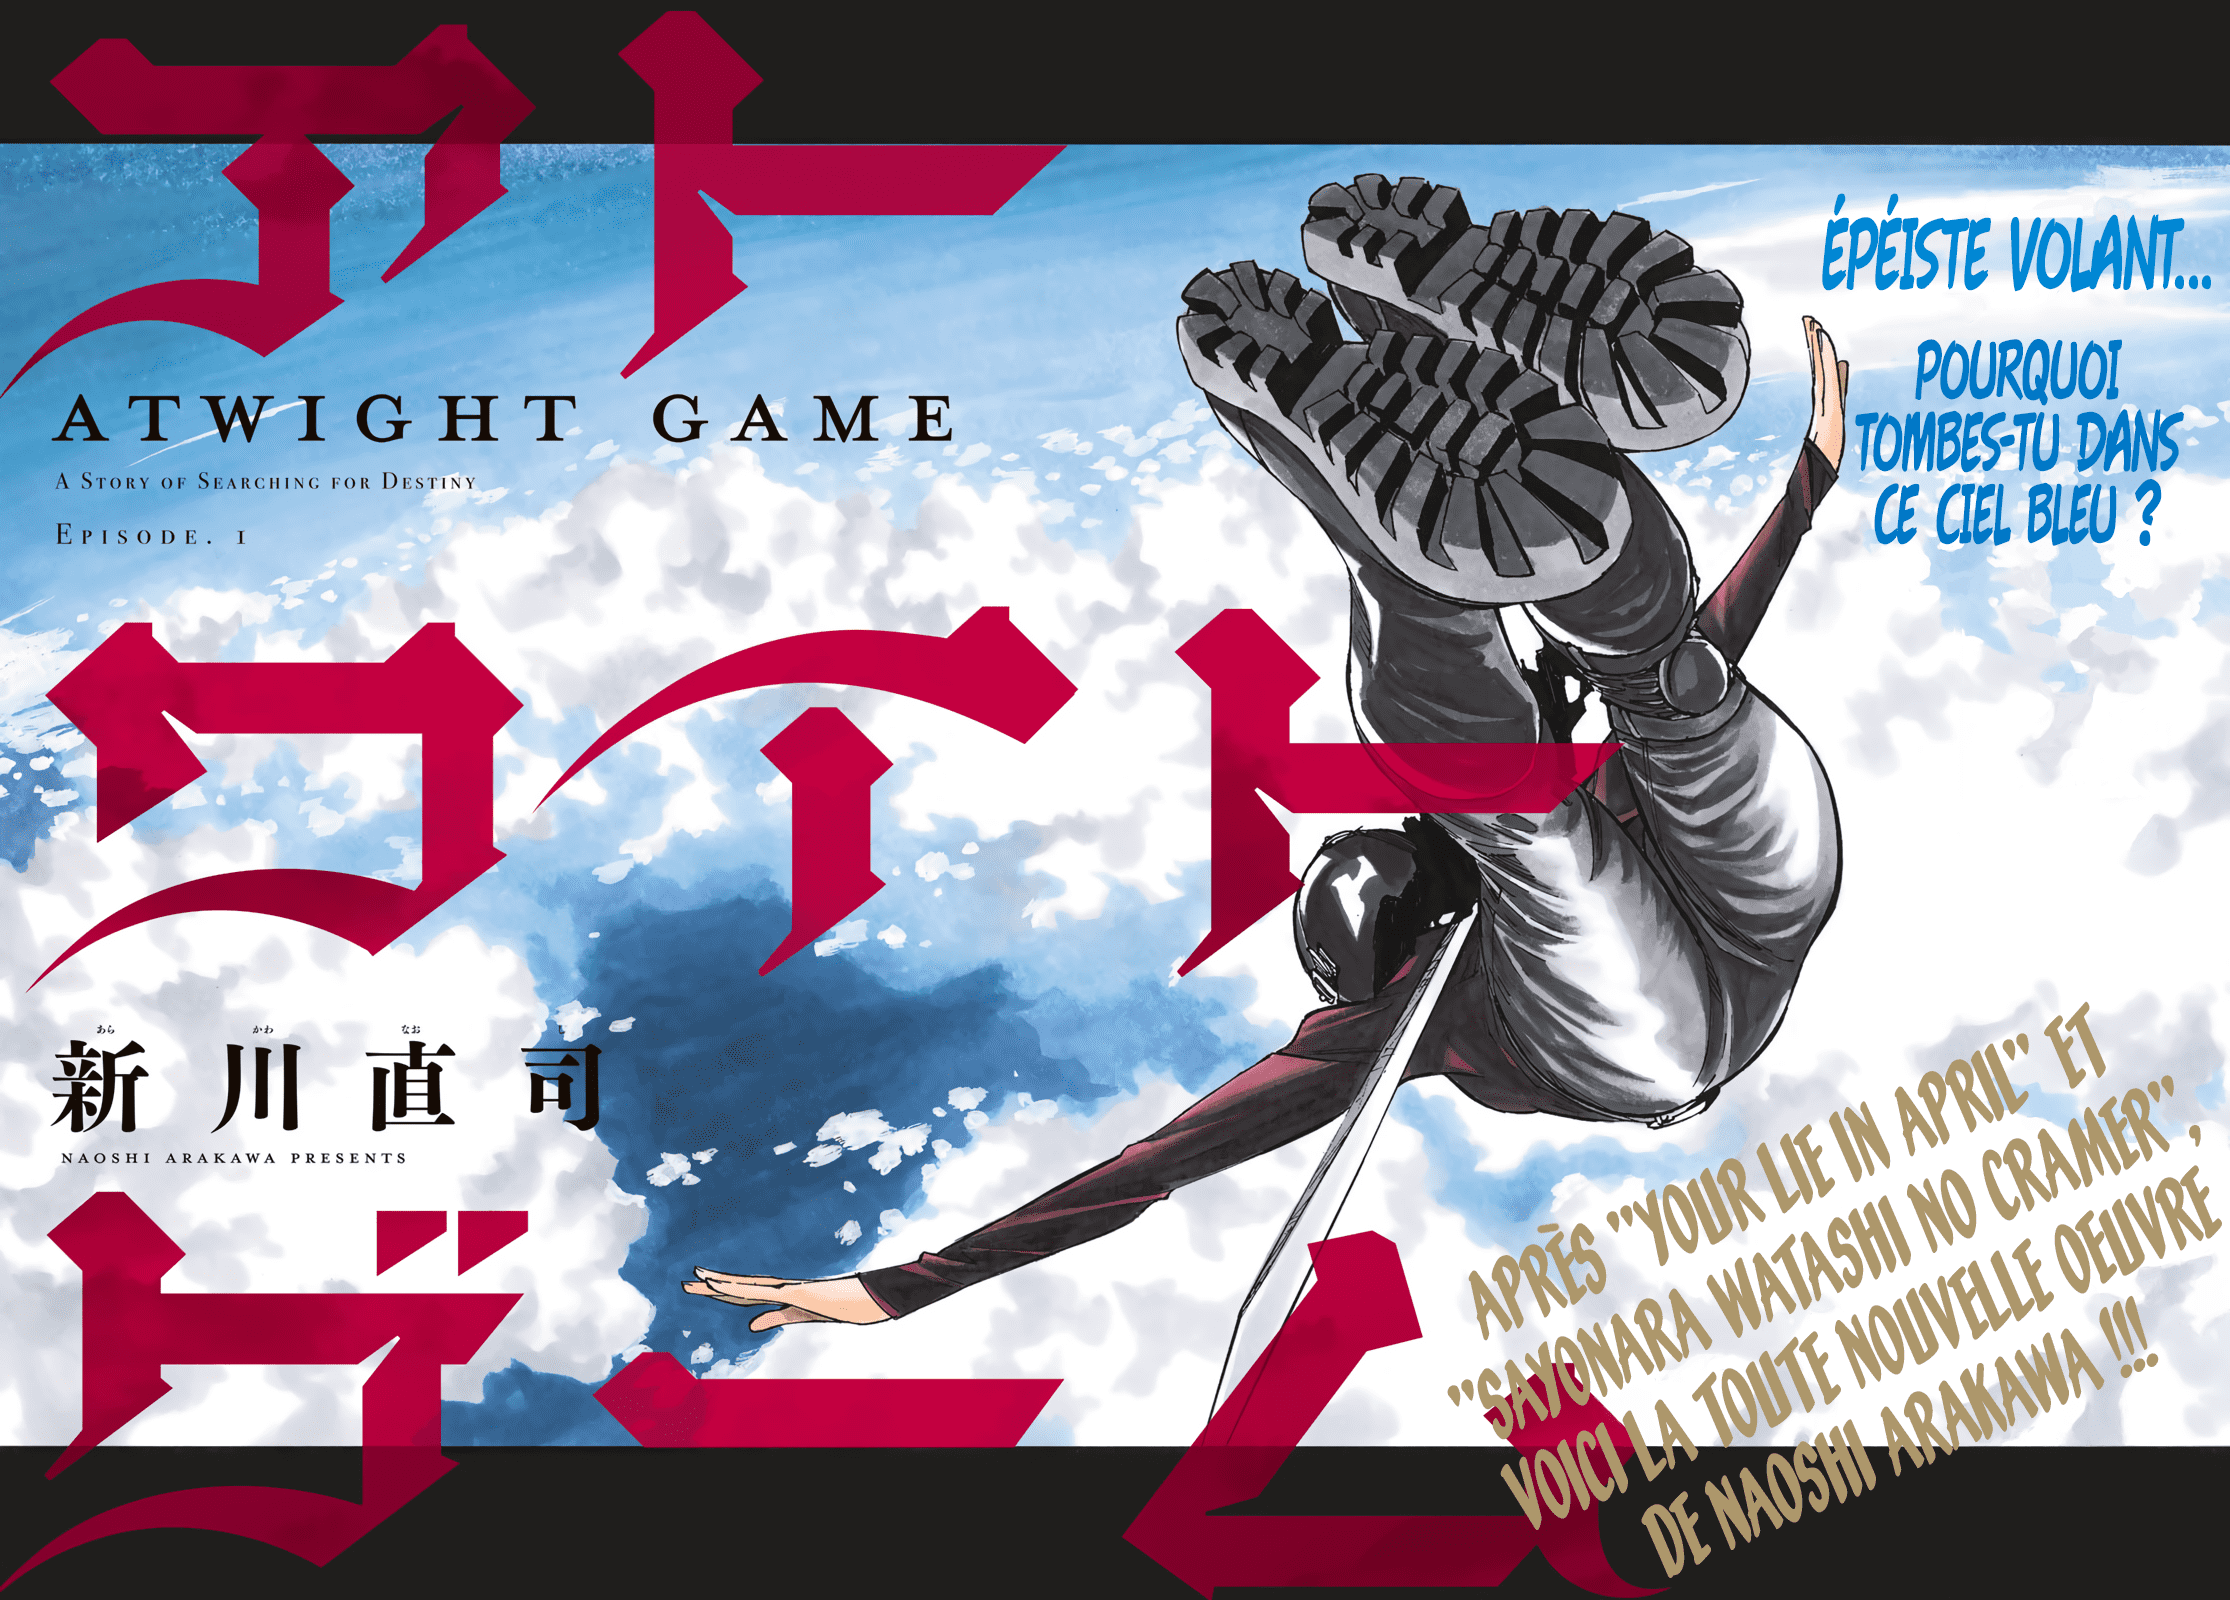 アト
ATWIGHT GAME
A STORY OF SEARCHING FOR DESTINY
EPISODE. 1
ワイト
あら かわ なお し
新川直司
NAOSHI ARAKAWA PRESENTS
ゲーム
ÉPÉISTE VOLANT...
POURQUOI
TOMBES-TU DANS
CE CIEL BLEU ?
APRÈS "YOUR LIE IN APRIL" ET
"SAYONARA WATASHI NO CRAMER",
VOICI LA TOUTE NOUVELLE OEUVRE
DE NAOSHI ARAKAWA !!!